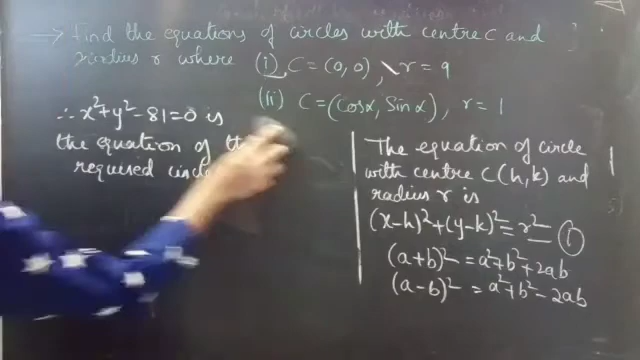 → Find the equations of circles with centre C and
radius r where (i) C = (0, 0), r = 9
(ii) C = (cosα, Sinα), r = 1
∴ x²+y²-81=0 is
the equation of
required circle
The equation of circle
with centre C(h, k) and
radius r is
(x-h)²+(y-k)²=r² — ①
(a+b)² = a²+b²+2ab
(a-b)² = a²+b²-2ab